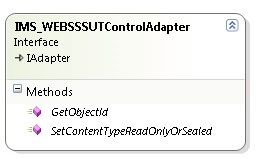 IMS_WEBSSSUTControlAdapter
Interface
IAdapter
Methods
GetObjectId
SetContentTypeReadOnlyOrSealed